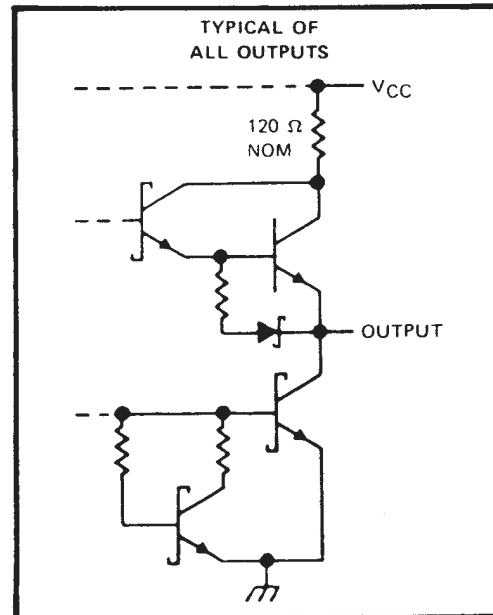 TYPICAL OF
ALL OUTPUTS
VCC
120 Ω
NOM
OUTPUT